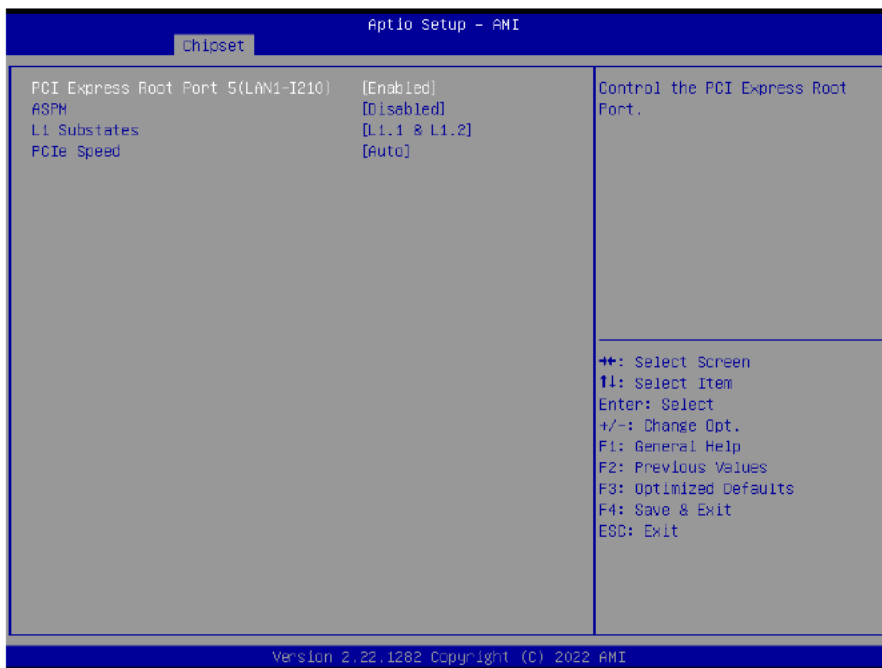 Aptio Setup - AMI
Chipset
PCI Express Root Port 5(LAN1-I210) [Enabled]
ASPM [Disabled]
L1 Substates [L1.1 & L1.2]
PCIe Speed [Auto]
Control the PCI Express Root
Port.
→←: Select Screen
↑↓: Select Item
Enter: Select
+/-: Change Opt.
F1: General Help
F2: Previous Values
F3: Optimized Defaults
F4: Save & Exit
ESC: Exit
Version 2.22.1282 Copyright (C) 2022 AMI